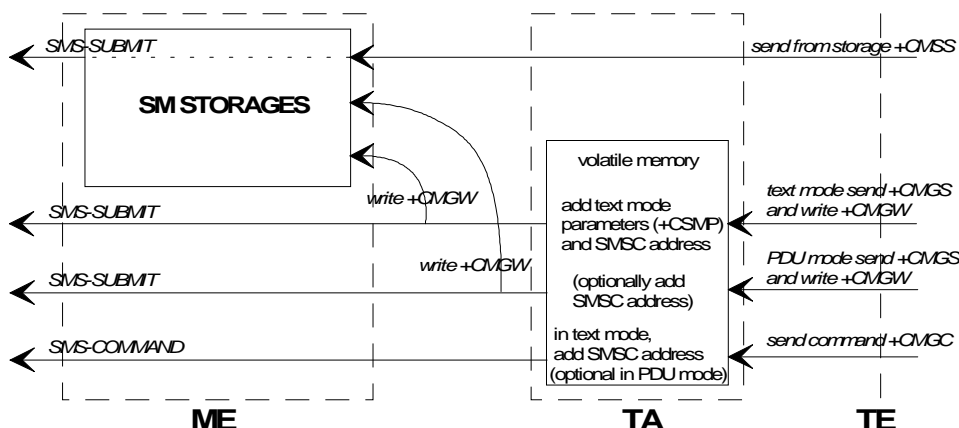 SMS-SUBMIT
send from storage +CMSS
SM STORAGES
volatile memory
write +CMGW
text mode send +CMGS
and write +CMGW
SMS-SUBMIT
add text mode
parameters (+CSMP)
and SMSC address
write +CMGW
PDU mode send +CMGS
and write +CMGW
SMS-SUBMIT
(optionally add
SMSC address)
SMS-COMMAND
in text mode,
add SMSC address
(optional in PDU mode)
send command +CMGC
ME
TA
TE